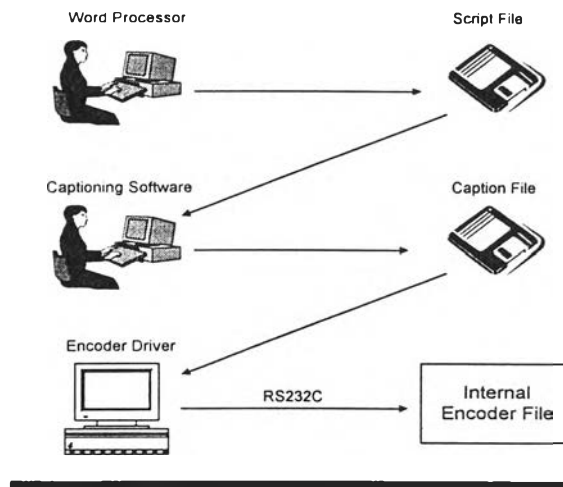 Word Processor
Script File
Captioning Software
Caption File
Encoder Driver
RS232C
Internal
Encoder File